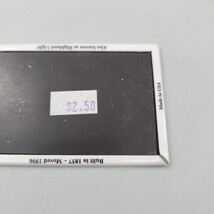 Also known as Highland Light
$2.50
Made in USA
Built in 1857 - Moved 1996